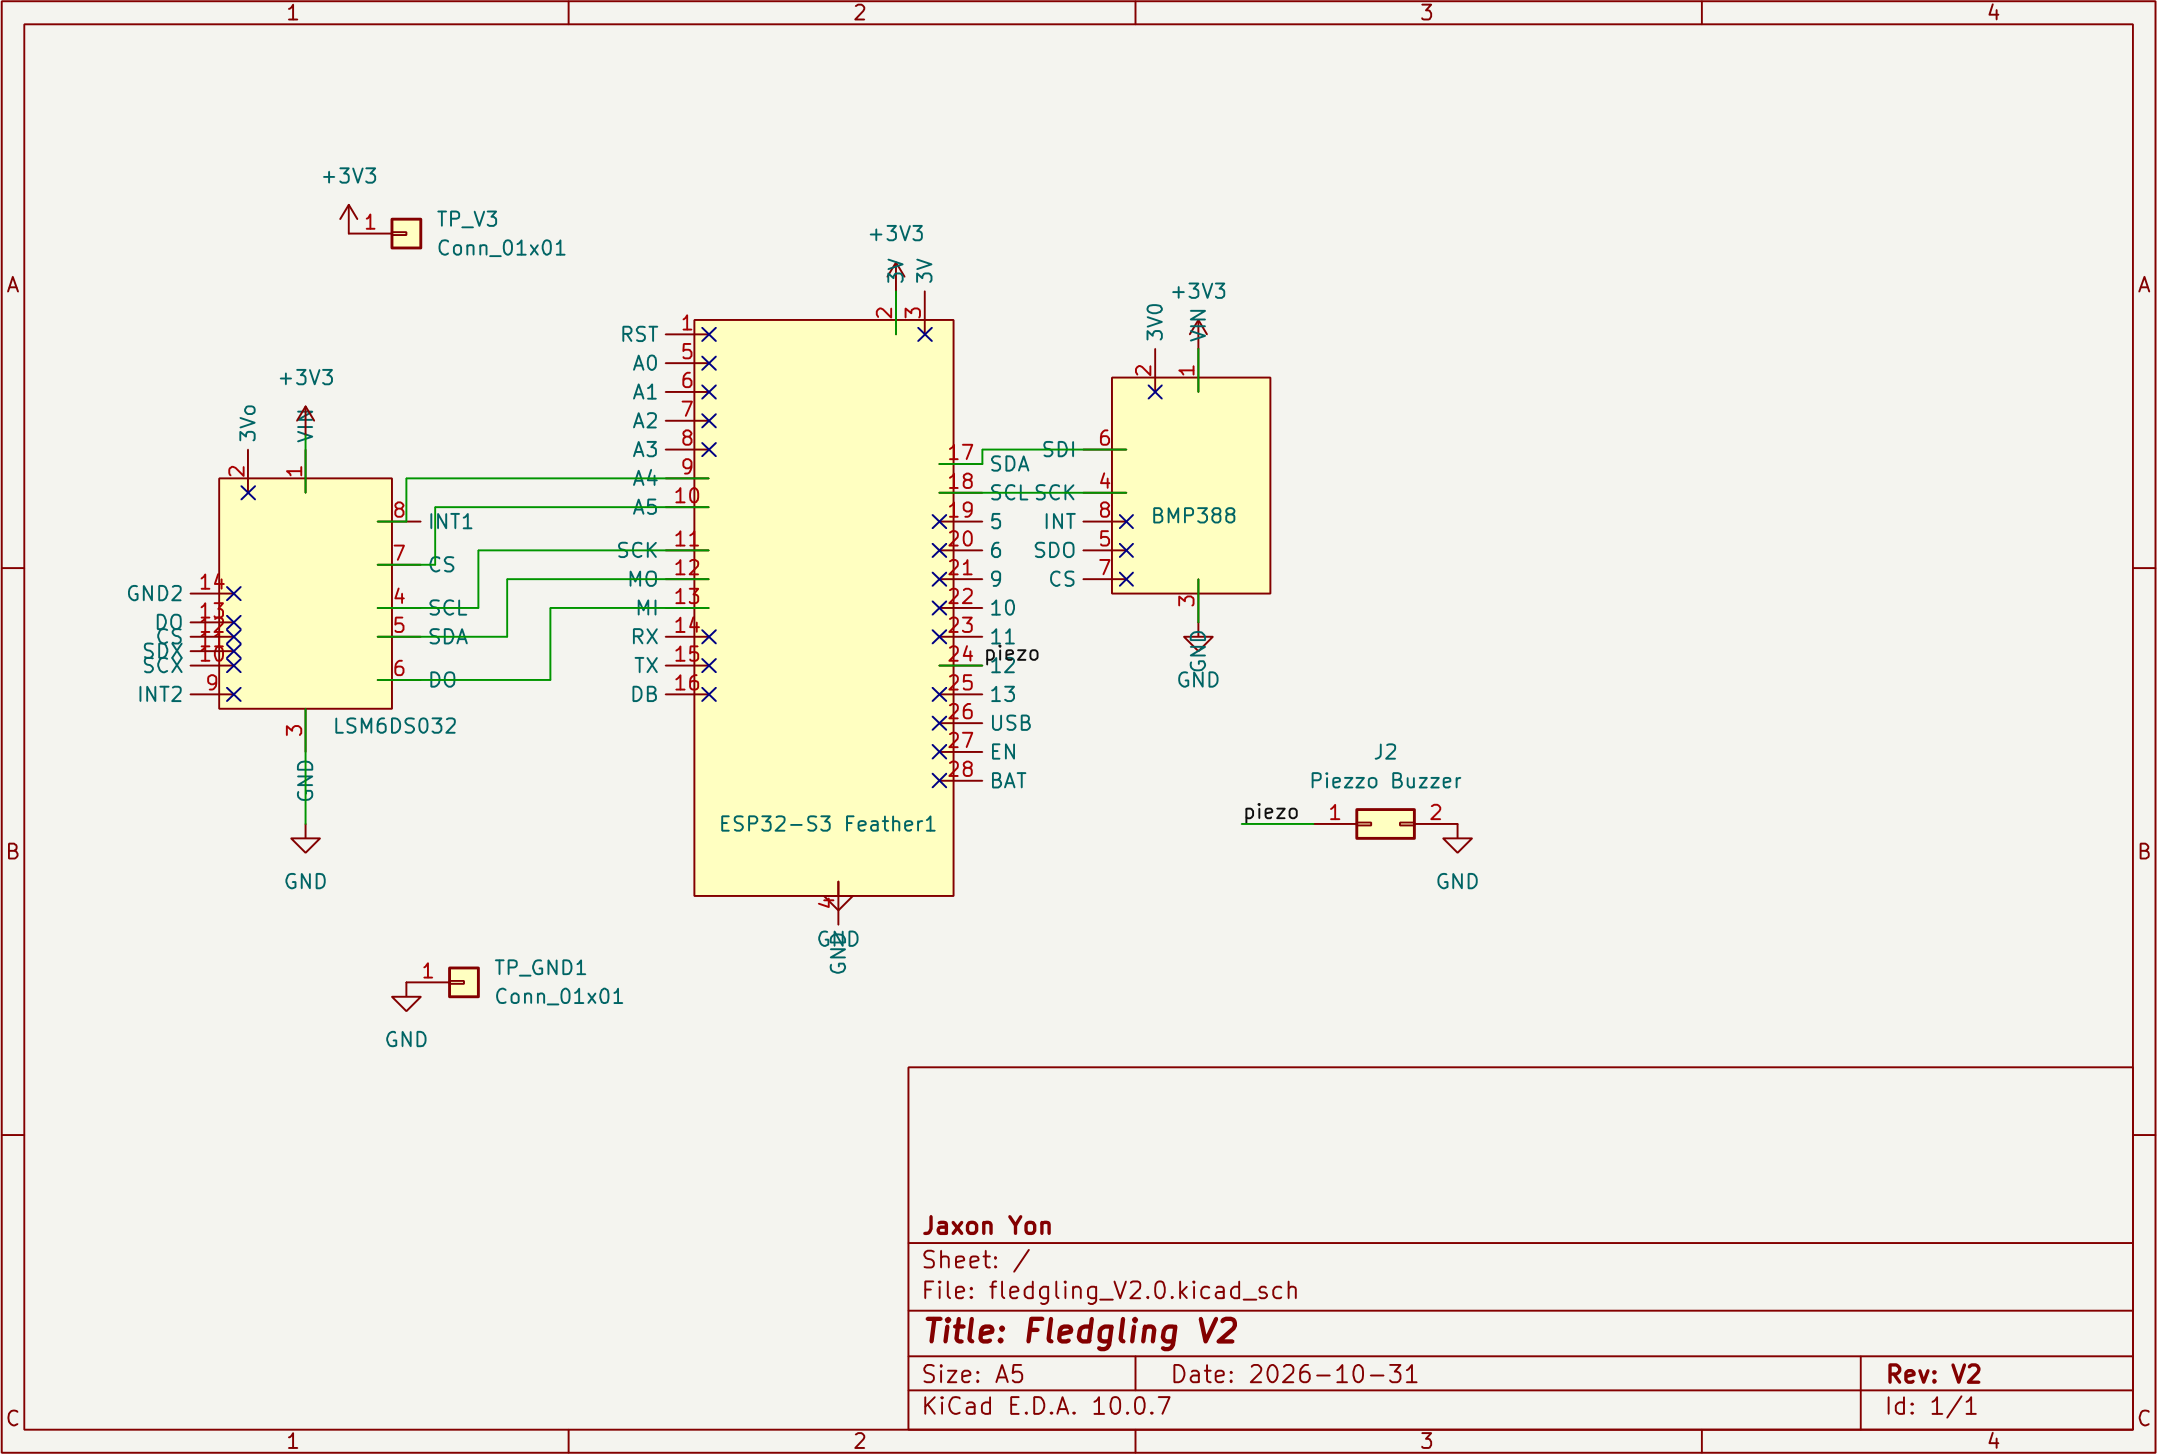 1 2 3 4
A A
B B
C C
+3V3
1
TP_V3
Conn_01x01
+3V3
3V 3V
2 3
+3V3
3V0 VIN
2 1
+3V3
3Vo VIN
2 1
8 INT1
7 CS
4 SCL
5 SDA
6 DO
14 GND2
13 DO
12 CS
SDX
10 SCX
9 INT2
3
GND
LSM6DS032
GND
1 RST
5 A0
6 A1
7 A2
8 A3
9 A4
10 A5
11 SCK
12 MO
13 MI
14 RX
15 TX
16 DB
17 SDA
18 SCL
19 5
20 6
21 9
22 10
23 11
24 12
piezo
25 13
26 USB
27 EN
28 BAT
ESP32-S3 Feather1
4
GND
GND
6 SDI
4 SCK
8 INT
5 SDO
7 CS
BMP388
3
GND
GND
J2
Piezzo Buzzer
piezo
1 2
GND
1
TP_GND1
Conn_01x01
GND
Jaxon Yon
Sheet: /
File: fledgling_V2.0.kicad_sch
Title: Fledgling V2
Size: A5 Date: 2026-10-31 Rev: V2
KiCad E.D.A. 10.0.7 Id: 1/1
1 2 3 4